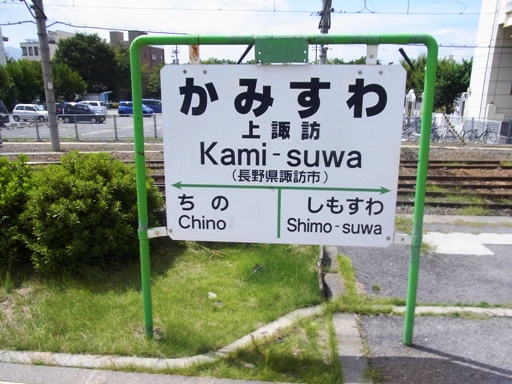 かみすわ
上諏訪
Kami-suwa
(長野県諏訪市)
ちの しもすわ
Chino Shimo-suwa